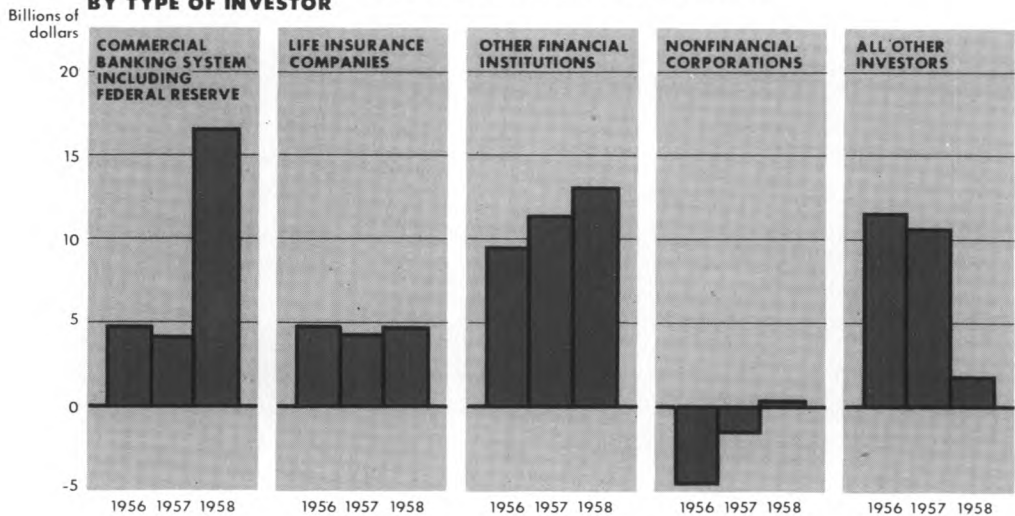 BY TYPE OF INVESTOR
Billions of
dollars
COMMERCIAL
BANKING SYSTEM
INCLUDING
FEDERAL RESERVE
LIFE INSURANCE
COMPANIES
OTHER FINANCIAL
INSTITUTIONS
NONFINANCIAL
CORPORATIONS
ALL OTHER
INVESTORS
20
15
10
5
0
-5
1956 1957 1958
1956 1957 1958
1956 1957 1958
1956 1957 1958
1956 1957 1958